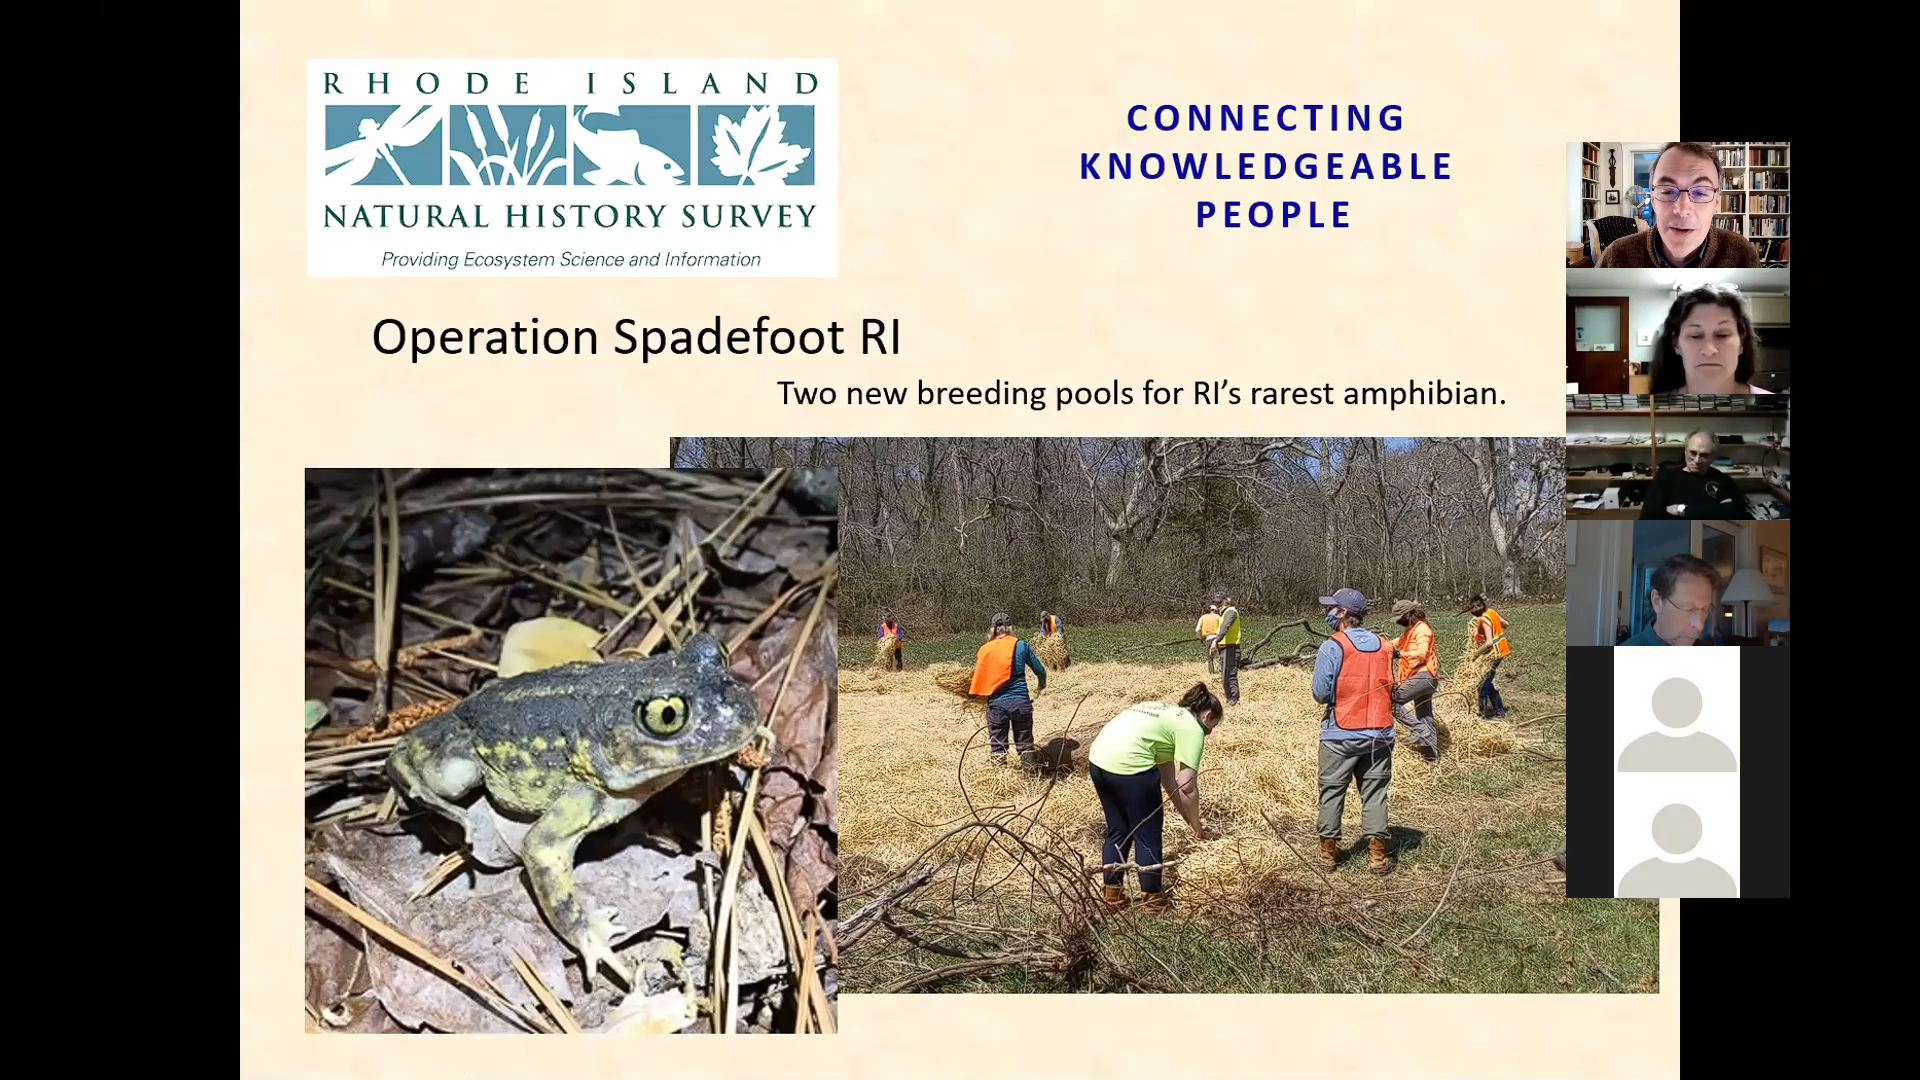 RHODE ISLAND
NATURAL HISTORY SURVEY
Providing Ecosystem Science and Information
CONNECTING
KNOWLEDGEABLE
PEOPLE
Operation Spadefoot RI
Two new breeding pools for RI’s rarest amphibian.